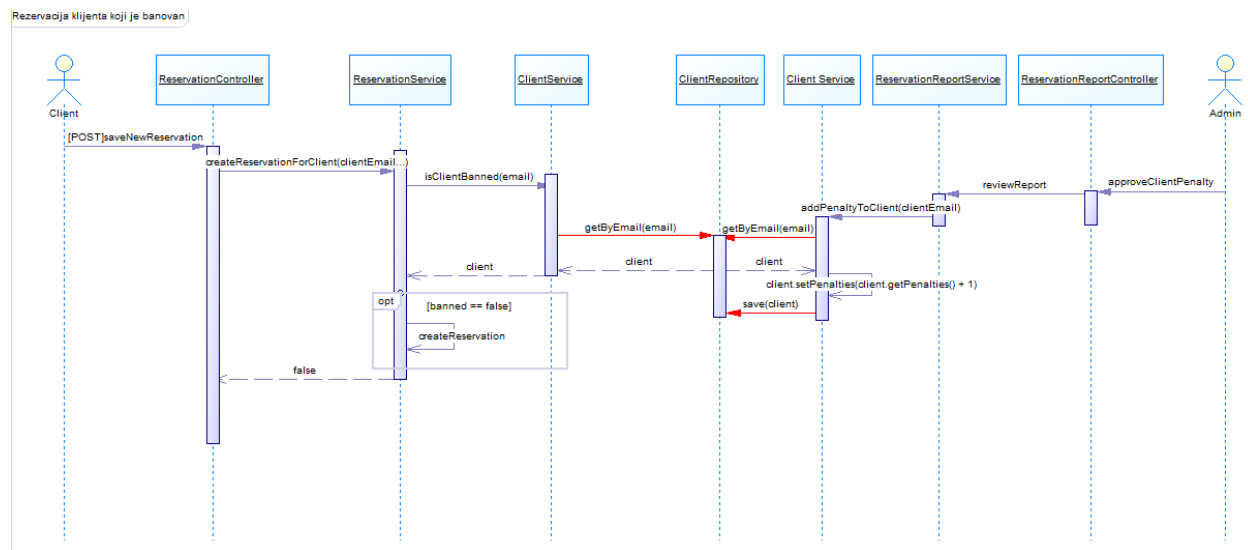 Rezervacija klijenta koji je banovan
ReservationController
ReservationService
ClientService
ClientRepository
Client Service
ReservationReportService
ReservationReportController
Client
Admin
[POST]saveNewReservation
createReservationForClient(clientEmail...)
isClientBanned(email)
approveClientPenalty
reviewReport
addPenaltyToClient(clientEmail)
getByEmail(email)
getByEmail(email)
client
client
client
client.setPenalties(client.getPenalties() + 1)
opt
[banned == false]
save(client)
createReservation
false